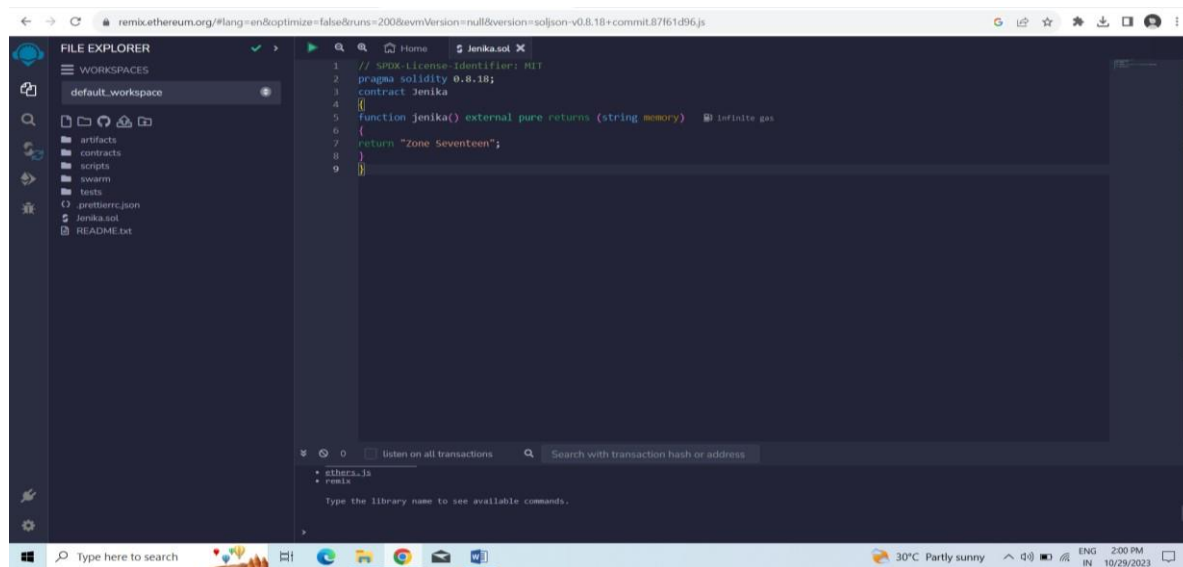 remix.ethereum.org/#lang=en&optimize=false&runs=200&evmVersion=null&version=soljson-v0.8.18+commit.87f61d96.js
FILE EXPLORER
WORKSPACES
default_workspace
artifacts
contracts
scripts
swarm
tests
.prettierrc.json
Jenika.sol
README.txt
Home
Jenika.sol
1 // SPDX-License-Identifier: MIT
2 pragma solidity 0.8.18;
3 contract Jenika
4 {
5 function jenika() external pure returns (string memory) infinite gas
6 {
7 return "Zone Seventeen";
8 }
9 }
0 listen on all transactions Search with transaction hash or address
ethers.js
remix
Type the library name to see available commands.
>
Type here to search
30°C Partly sunny
ENG
IN
2:00 PM
10/29/2023